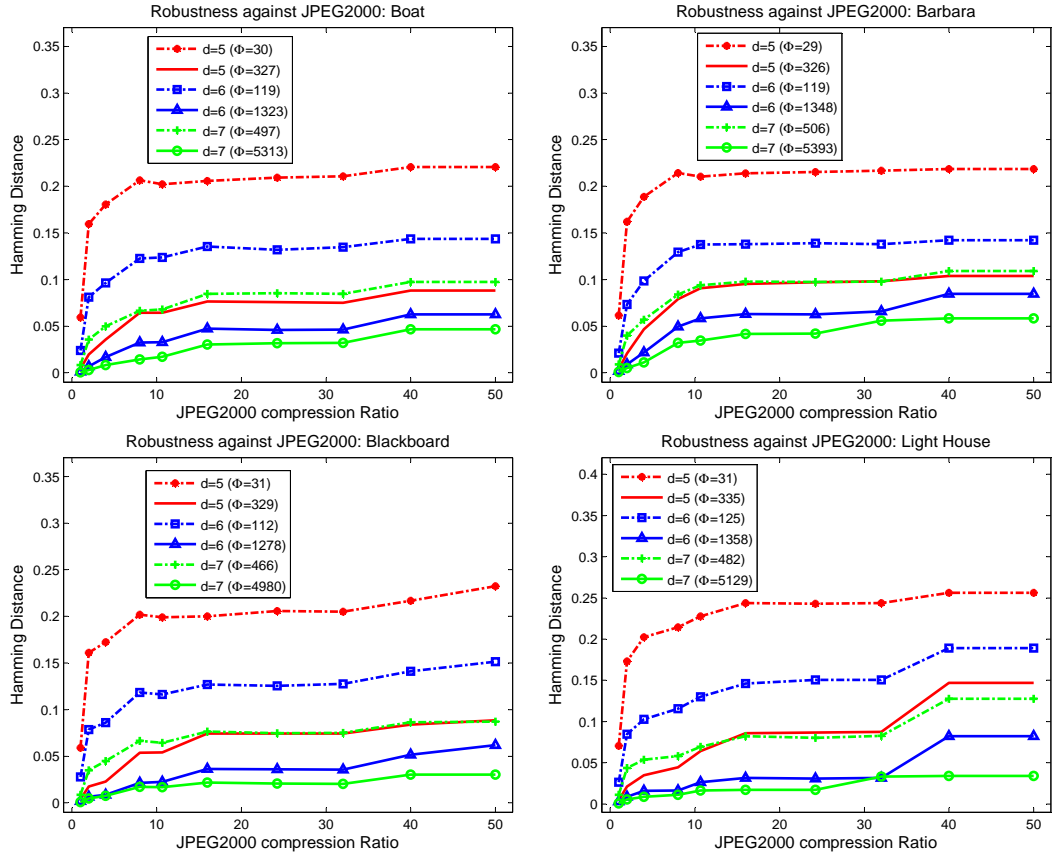 Robustness against JPEG2000: Boat
0.35
0.3
0.25
0.2
0.15
0.1
0.05
0
Hamming Distance
d=5 (Φ=30)
d=5 (Φ=327)
d=6 (Φ=119)
d=6 (Φ=1323)
d=7 (Φ=497)
d=7 (Φ=5313)
0 10 20 30 40 50
JPEG2000 compression Ratio
Robustness against JPEG2000: Barbara
0.35
0.3
0.25
0.2
0.15
0.1
0.05
0
Hamming Distance
d=5 (Φ=29)
d=5 (Φ=326)
d=6 (Φ=119)
d=6 (Φ=1348)
d=7 (Φ=506)
d=7 (Φ=5393)
0 10 20 30 40 50
JPEG2000 compression Ratio
Robustness against JPEG2000: Blackboard
0.35
0.3
0.25
0.2
0.15
0.1
0.05
0
Hamming Distance
d=5 (Φ=31)
d=5 (Φ=329)
d=6 (Φ=112)
d=6 (Φ=1278)
d=7 (Φ=466)
d=7 (Φ=4980)
0 10 20 30 40 50
JPEG2000 compression Ratio
Robustness against JPEG2000: Light House
0.4
0.35
0.3
0.25
0.2
0.15
0.1
0.05
0
Hamming Distance
d=5 (Φ=31)
d=5 (Φ=335)
d=6 (Φ=125)
d=6 (Φ=1358)
d=7 (Φ=482)
d=7 (Φ=5129)
0 10 20 30 40 50
JPEG2000 compression Ratio